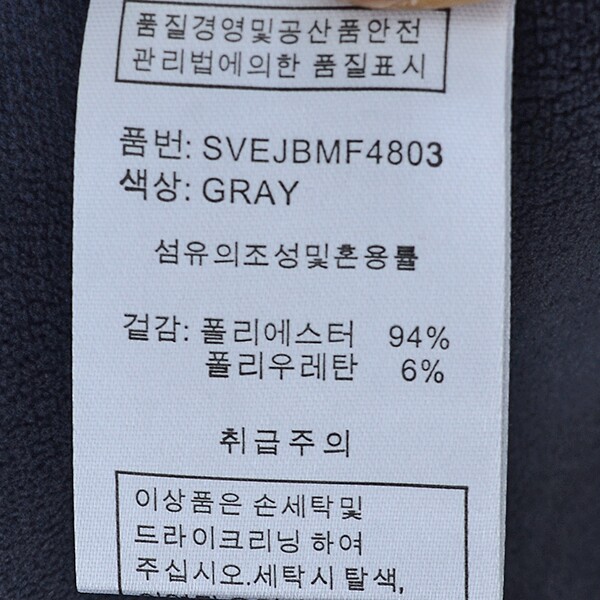 품질경영및공산품안전
관리법에의한 품질표시
품번: SVEJBMF4803
색상: GRAY
섬유의조성및혼용률
겉감: 폴리에스터 94%
폴리우레탄 6%
취급주의
이상품은 손세탁및
드라이크리닝 하여
주십시오.세탁시 탈색,